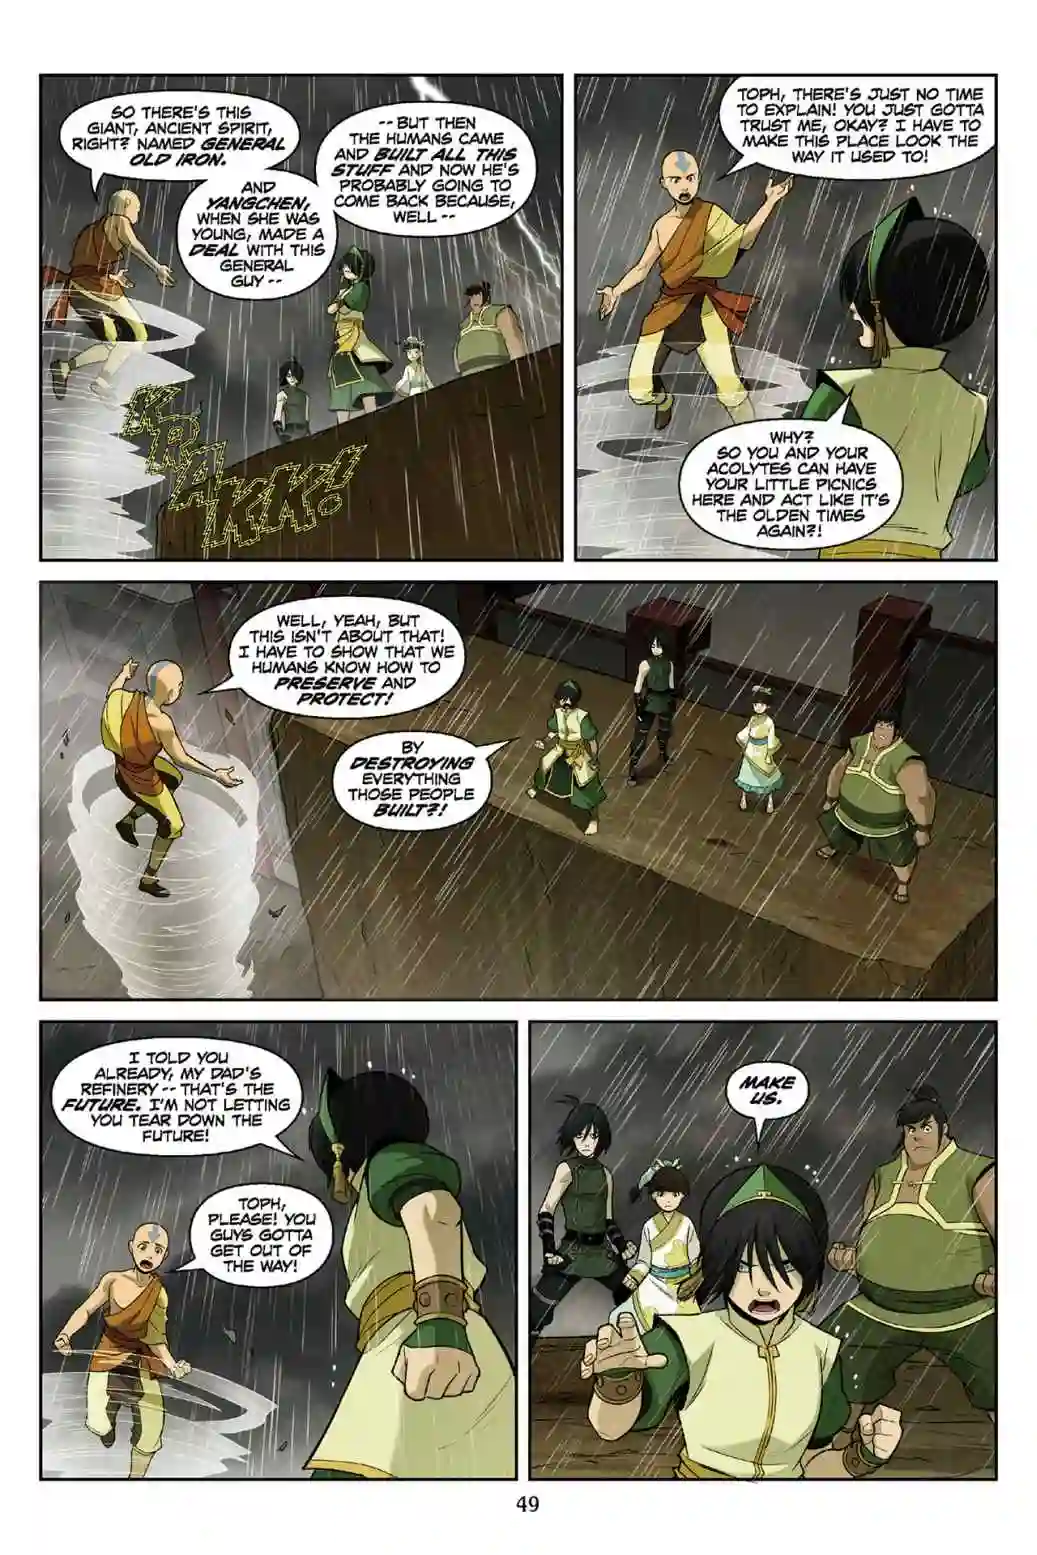 SO THERE'S THIS
GIANT, ANCIENT SPIRIT,
RIGHT? NAMED GENERAL
OLD IRON.
AND
YANGCHEN,
WHEN SHE WAS
YOUNG, MADE A
DEAL WITH THIS
GENERAL
GUY --
-- BUT THEN
THE HUMANS CAME
AND BUILT ALL THIS
STUFF AND NOW HE'S
PROBABLY GOING TO
COME BACK BECAUSE,
WELL --
KRAKK!
TOPH, THERE'S JUST NO TIME
TO EXPLAIN! YOU JUST GOTTA
TRUST ME, OKAY? I HAVE TO
MAKE THIS PLACE LOOK THE
WAY IT USED TO!
WHY?
SO YOU AND YOUR
ACOLYTES CAN HAVE
YOUR LITTLE PICNICS
HERE AND ACT LIKE IT'S
THE OLDEN TIMES
AGAIN?!
WELL, YEAH, BUT
THIS ISN'T ABOUT THAT!
I HAVE TO SHOW THAT WE
HUMANS KNOW HOW TO
PRESERVE AND
PROTECT!
BY
DESTROYING
EVERYTHING
THOSE PEOPLE
BUILT?!
I TOLD YOU
ALREADY, MY DAD'S
REFINERY -- THAT'S THE
FUTURE. I'M NOT LETTING
YOU TEAR DOWN THE
FUTURE!
TOPH,
PLEASE! YOU
GUYS GOTTA
GET OUT OF
THE WAY!
MAKE
US.
49